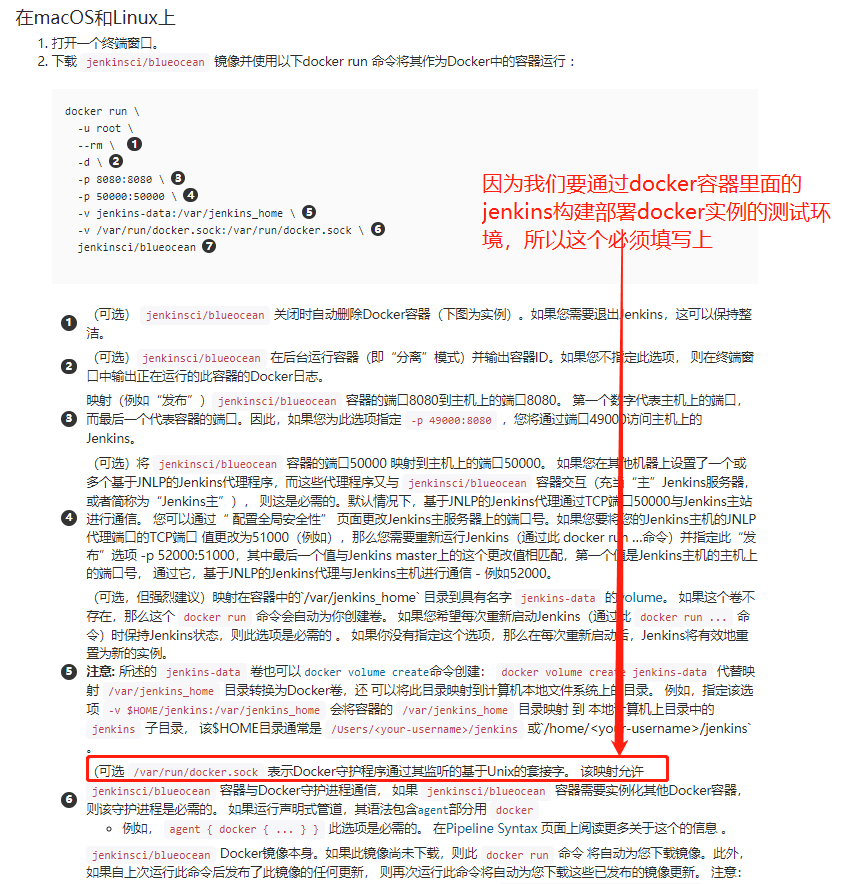 在macOS和Linux上
1. 打开一个终端窗口。
2. 下载 jenkinsci/blueocean 镜像并使用以下docker run 命令将其作为Docker中的容器运行：
docker run \
-u root \
--rm \ 1
-d \ 2
-p 8080:8080 \ 3
-p 50000:50000 \ 4
-v jenkins-data:/var/jenkins_home \ 5
-v /var/run/docker.sock:/var/run/docker.sock \ 6
jenkinsci/blueocean 7
因为我们要通过docker容器里面的
jenkins构建部署docker实例的测试环
境，所以这个必须填写上
1 （可选） jenkinsci/blueocean 关闭时自动删除Docker容器（下图为实例）。如果您需要退出Jenkins，这可以保持整
洁。
2 （可选） jenkinsci/blueocean 在后台运行容器（即“分离”模式）并输出容器ID。如果您不指定此选项， 则在终端窗
口中输出正在运行的此容器的Docker日志。
映射（例如“发布”） jenkinsci/blueocean 容器的端口8080到主机上的端口8080。 第一个数字代表主机上的端口，
3 而最后一个代表容器的端口。因此，如果您为此选项指定 -p 49000:8080 ，您将通过端口49000访问主机上的
Jenkins。
（可选）将 jenkinsci/blueocean 容器的端口50000 映射到主机上的端口50000。 如果您在其他机器上设置了一个或
多个基于JNLP的Jenkins代理程序，而这些代理程序又与 jenkinsci/blueocean 容器交互（充当“主”Jenkins服务器，
或者简称为“Jenkins主”）， 则这是必需的。默认情况下，基于JNLP的Jenkins代理通过TCP端口50000与Jenkins主站
4 进行通信。 您可以通过“ 配置全局安全性” 页面更改Jenkins主服务器上的端口号。如果您要将您的Jenkins主机的JNLP
代理端口的TCP端口 值更改为51000（例如），那么您需要重新运行Jenkins（通过此 docker run ...命令）并指定此“发
布”选项 -p 52000:51000，其中最后一个值与Jenkins master上的这个更改值相匹配，第一个值是Jenkins主机的主机上
的端口号， 通过它，基于JNLP的Jenkins代理与Jenkins主机进行通信 - 例如52000。
（可选，但强烈建议）映射在容器中的`/var/jenkins_home` 目录到具有名字 jenkins-data 的volume。 如果这个卷不
存在，那么这个 docker run 命令会自动为你创建卷。 如果您希望每次重新启动Jenkins（通过此 docker run ... 命
令）时保持Jenkins状态，则此选项是必需的 。 如果你没有指定这个选项，那么在每次重新启动后，Jenkins将有效地重
置为新的实例。
5 注意: 所述的 jenkins-data 卷也可以 docker volume create命令创建： docker volume create jenkins-data 代替映
射 /var/jenkins_home 目录转换为Docker卷，还 可以将此目录映射到计算机本地文件系统上的目录。 例如，指定该选
项 -v $HOME/jenkins:/var/jenkins_home 会将容器的 /var/jenkins_home 目录映射 到 本地计算机上目录中的
jenkins 子目录， 该$HOME目录通常是 /Users/<your-username>/jenkins 或`/home/<your-username>/jenkins`
。
（可选 /var/run/docker.sock 表示Docker守护程序通过其监听的基于Unix的套接字。 该映射允许
jenkinsci/blueocean 容器与Docker守护进程通信， 如果 jenkinsci/blueocean 容器需要实例化其他Docker容器，
6 则该守护进程是必需的。 如果运行声明式管道，其语法包含agent部分用 docker
例如， agent { docker { ... } } 此选项是必需的。 在Pipeline Syntax 页面上阅读更多关于这个的信息 。
jenkinsci/blueocean Docker镜像本身。如果此镜像尚未下载，则此 docker run 命令 将自动为您下载镜像。此外，
如果自上次运行此命令后发布了此镜像的任何更新， 则再次运行此命令将自动为您下载这些已发布的镜像更新。 注意：